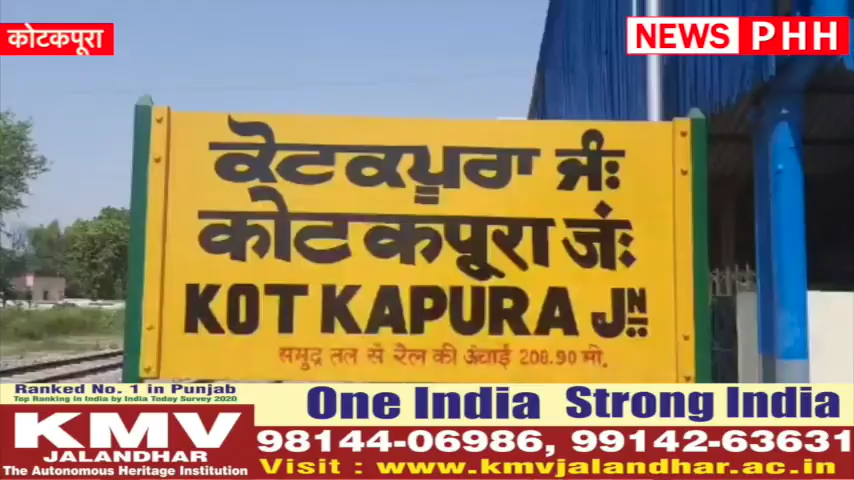 कोटकपूरा
NEWS PHH
ਕੋਟਕਪੂਰਾ ਜੰ:
कोटकपूरा जं:
KOT KAPURA JN
समुद्र तल से रेल की ऊंचाई 208.90 मी.
Ranked No. 1 in Punjab
Top Ranking in India by India Today Survey 2020
One India Strong India
KMV
JALANDHAR
The Autonomous Heritage Institution
98144-06986, 99142-63631
Visit : www.kmvjalandhar.ac.in